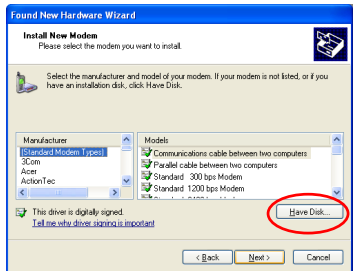 Found New Hardware Wizard
Install New Modem
Please select the modem you want to install.
Select the manufacturer and model of your modem. If your modem is not listed, or if you
have an installation disk, click Have Disk.
Manufacturer
(Standard Modem Types)
3Com
Acer
ActionTec
Models
Communications cable between two computers
Parallel cable between two computers
Standard 300 bps Modem
Standard 1200 bps Modem
This driver is digitally signed.
Tell me why driver signing is important
Have Disk...
< Back
Next >
Cancel